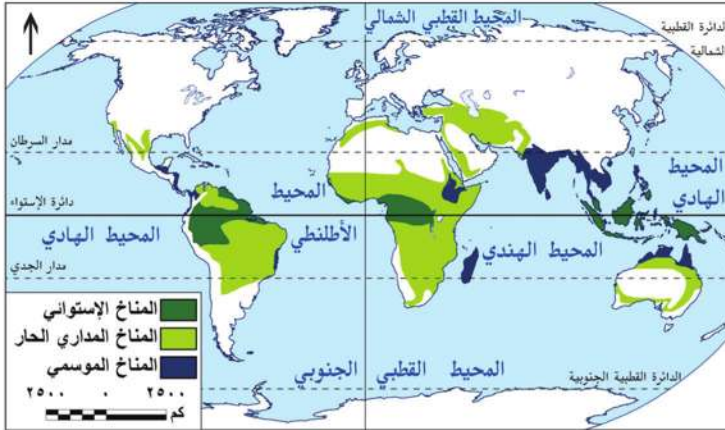 المحيط القطبي الشمالي
الدائرة القطبية
الشمالية
مدار السرطان
المحيط
الهادي
دائرة الإستواء
المحيط
الأطلنطي
المحيط الهادي
المحيط الهندي
مدار الجدي
المناخ الإستوائي
المناخ المداري الحار
المناخ الموسمي
٢٥٠٠ ٠ ٢٥٠٠
كم
المحيط القطبي الجنوبي
الدائرة القطبية الجنوبية